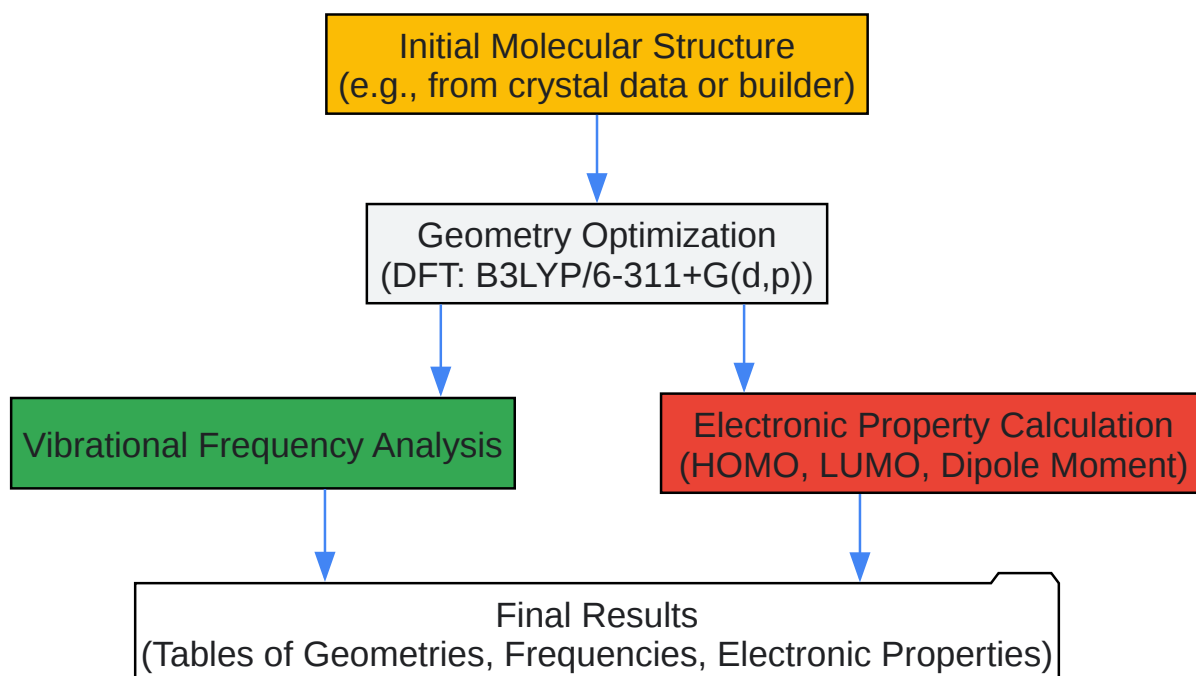 Initial Molecular Structure
(e.g., from crystal data or builder)
Geometry Optimization
(DFT: B3LYP/6-311+G(d,p))
Vibrational Frequency Analysis
Electronic Property Calculation
(HOMO, LUMO, Dipole Moment)
Final Results
(Tables of Geometries, Frequencies, Electronic Properties)